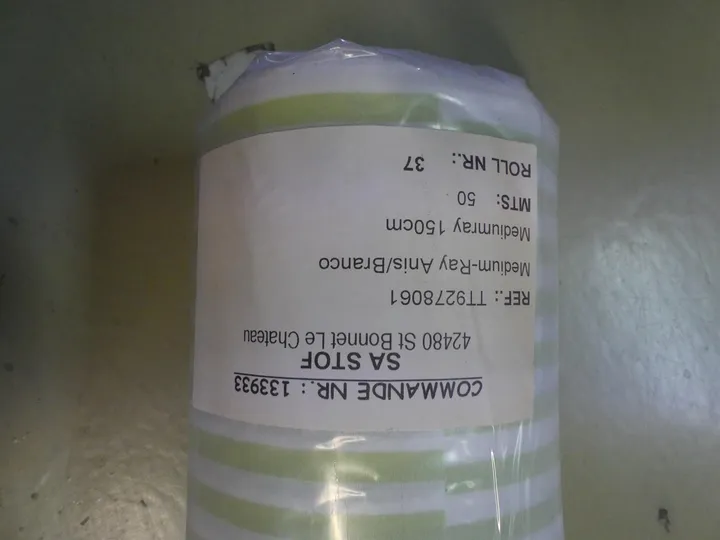 COMMANDE NR.: 133933
SA STOF
42480 St Bonnet Le Chateau
REF.: TT9278061
Medium-Ray Anis/Branco
Mediumray 150cm
MTS: 50
ROLL NR.: 37